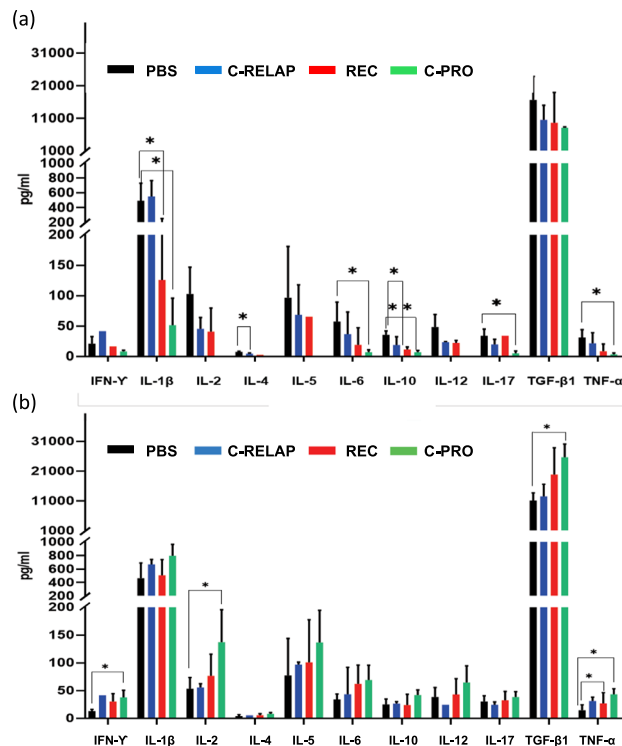 (a)
31000
21000
11000
1000
1000
800
600
400
200
200
150
100
50
0
pg/ml
PBS C-RELAP REC C-PRO
* * * * * * * * *
IFN-ϒ IL-1β IL-2 IL-4 IL-5 IL-6 IL-10 IL-12 IL-17 TGF-β1 TNF-α
(b)
31000
21000
11000
1000
1000
800
600
400
200
200
150
100
50
0
pg/ml
PBS C-RELAP REC C-PRO
* * * * *
IFN-ϒ IL-1β IL-2 IL-4 IL-5 IL-6 IL-10 IL-12 IL-17 TGF-β1 TNF-α